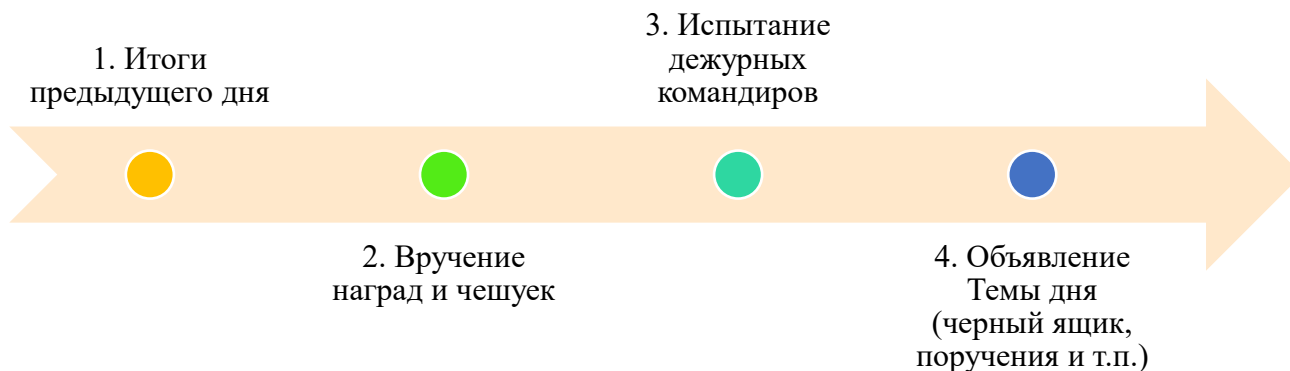 1. Итоги
предыдущего дня
2. Вручение
наград и чешуек
3. Испытание
дежурных
командиров
4. Объявление
Темы дня
(черный ящик,
поручения и т.п.)